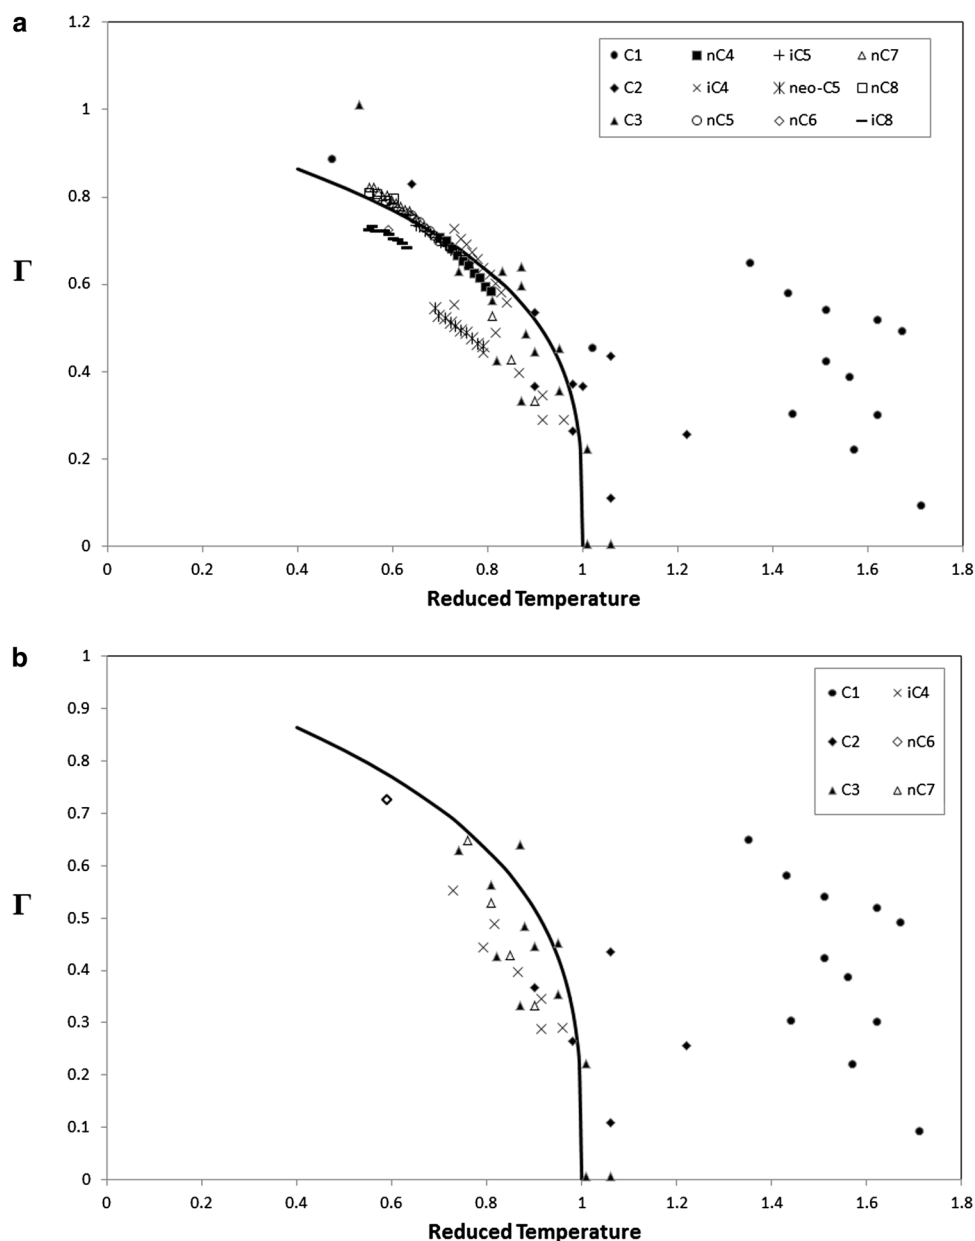 a
1.2
C1 nC4 iC5 nC7
C2 iC4 neo-C5 nC8
C3 nC5 nC6 iC8
1
0.8
0.6
Γ
0.4
0.2
0
0 0.2 0.4 0.6 0.8 1 1.2 1.4 1.6 1.8
Reduced Temperature
b
1
C1 iC4
C2 nC6
C3 nC7
0.9
0.8
0.7
0.6
0.5
Γ
0.4
0.3
0.2
0.1
0
0 0.2 0.4 0.6 0.8 1 1.2 1.4 1.6 1.8
Reduced Temperature